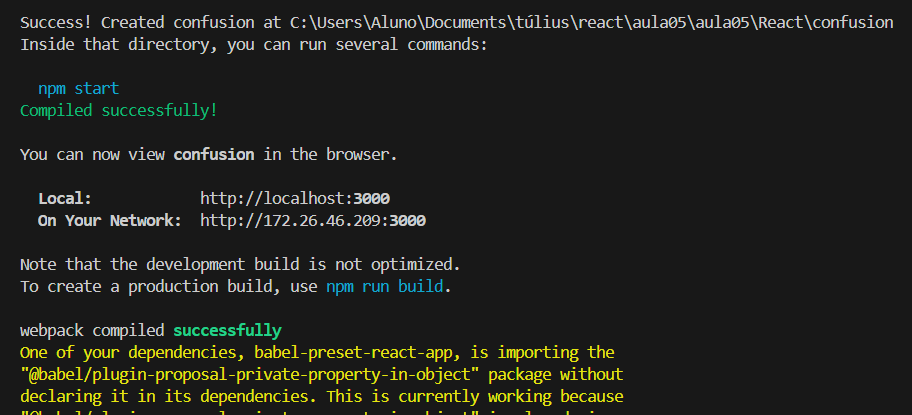 Success! Created confusion at C:\Users\Aluno\Documents\túlius\react\aula05\aula05\React\confusion
Inside that directory, you can run several commands:
npm start
Compiled successfully!
You can now view confusion in the browser.
Local: http://localhost:3000
On Your Network: http://172.26.46.209:3000
Note that the development build is not optimized.
To create a production build, use npm run build.
webpack compiled successfully
One of your dependencies, babel-preset-react-app, is importing the
"@babel/plugin-proposal-private-property-in-object" package without
declaring it in its dependencies. This is currently working because